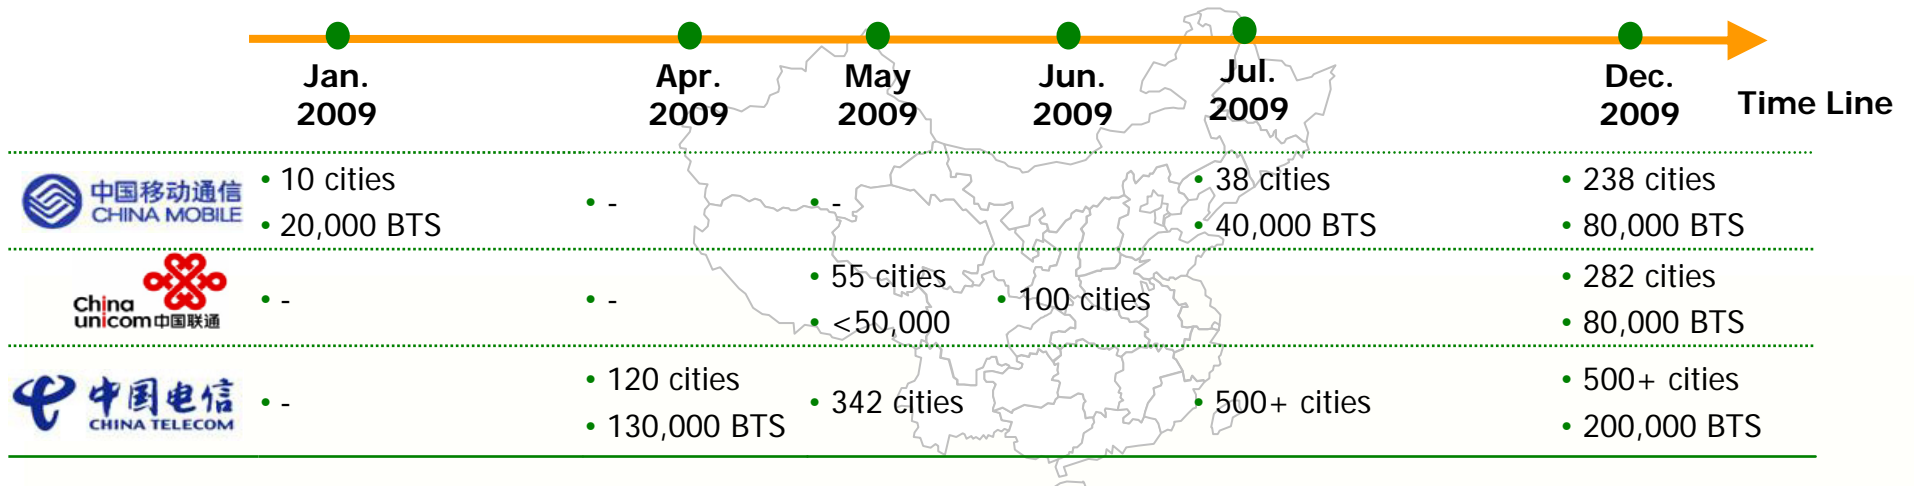 Jan.
2009
Apr.
2009
May
2009
Jun.
2009
Jul.
2009
Dec.
2009
Time Line
中国移动通信
CHINA MOBILE
• 10 cities
• 20,000 BTS
• -
• -
• 38 cities
• 40,000 BTS
• 238 cities
• 80,000 BTS
China
unicom中国联通
• -
• -
• 55 cities
• <50,000
• 100 cities
• 282 cities
• 80,000 BTS
中国电信
CHINA TELECOM
• -
• 120 cities
• 130,000 BTS
• 342 cities
• 500+ cities
• 500+ cities
• 200,000 BTS